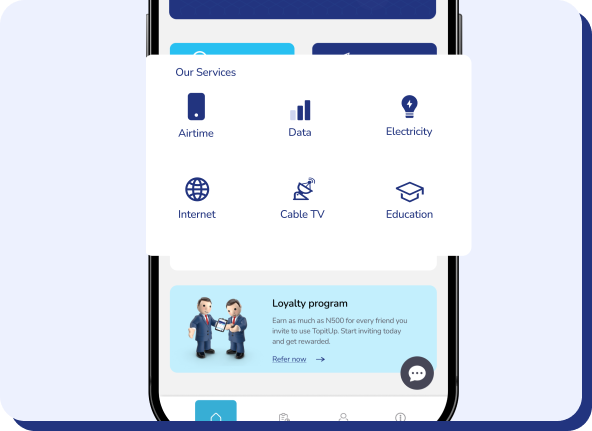 Our Services
Airtime
Data
Electricity
Internet
Cable TV
Education
Loyalty program
Earn as much as N500 for every friend you
invite to use TopitUp. Start inviting today
and get rewarded.
Refer now